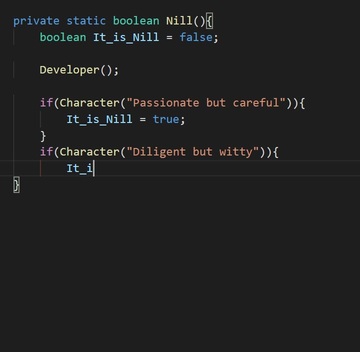 private static boolean Nill(){
boolean It_is_Nill = false;
Developer();
if(Character("Passionate but careful")){
It_is_Nill = true;
}
if(Character("Diligent but witty")){
It_i
}